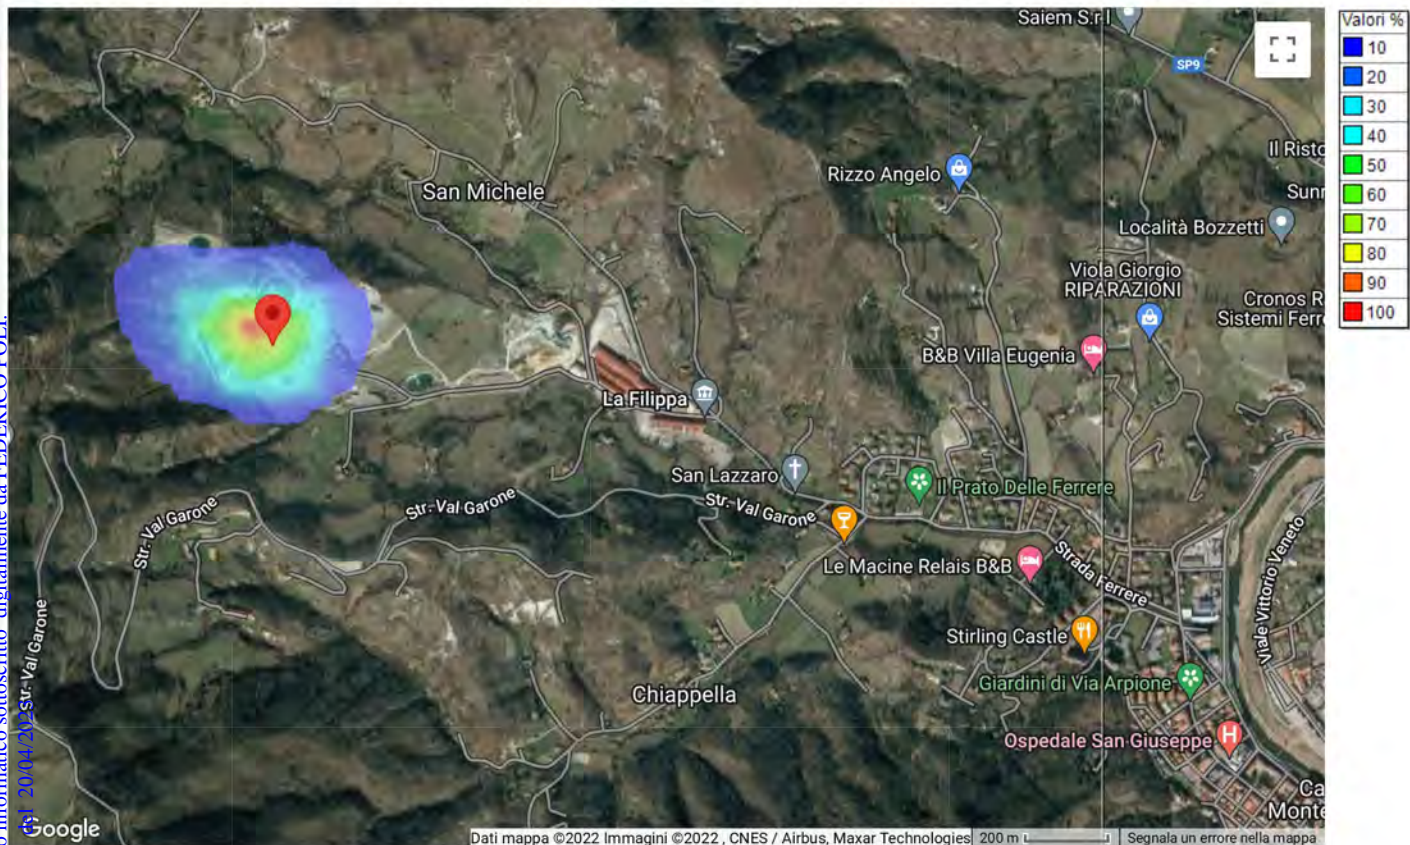 Saiem S.r.l
SP9
Valori %
10
20
30
40
50
60
70
80
90
100
Il Risto
Rizzo Angelo
San Michele
Sunr
Località Bozzetti
Viola Giorgio
RIPARAZIONI
Cronos R
Sistemi Ferr
B&B Villa Eugenia
La Filippa
San Lazzaro
Il Prato Delle Ferrere
Str. Val Garone
Str. Val Garone
Str. Val Garone
Str. Val Garone
Le Macine Relais B&B
Strada Ferrere
Viale Vittorio Veneto
Stirling Castle
Giardini di Via Arpione
Chiappella
Ospedale San Giuseppe
H
Ca
Monte
Google
Dati mappa ©2022 Immagini ©2022 , CNES / Airbus, Maxar Technologies
200 m
Segnala un errore nella mappa
informatico sottoscritto digitalmente da FEDERICO POLI.
del 20/04/202